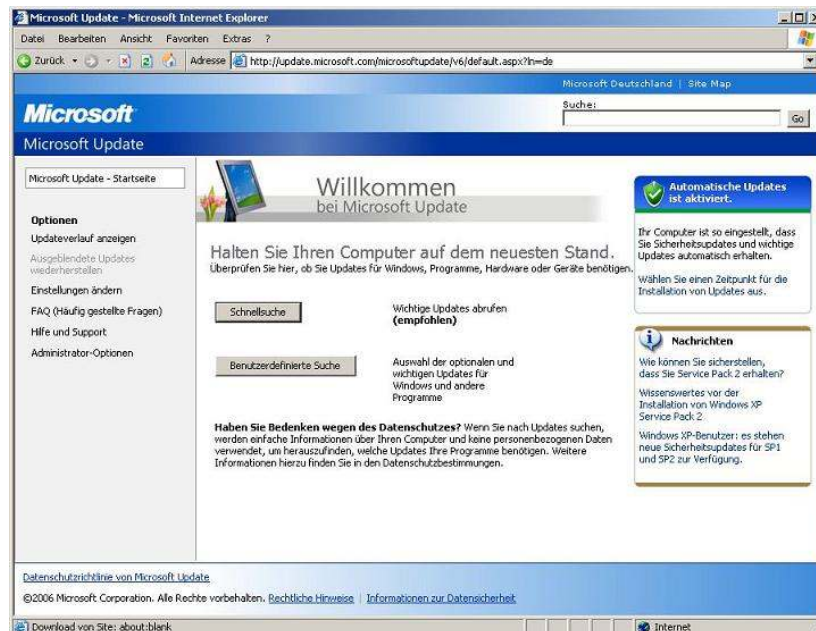 Microsoft Update - Microsoft Internet Explorer
Datei Bearbeiten Ansicht Favoriten Extras ?
Zurück
Adresse http://update.microsoft.com/microsoftupdate/v6/default.aspx?ln=de
Microsoft Deutschland | Site Map
Microsoft
Suche:
Go
Microsoft Update
Microsoft Update - Startseite
Optionen
Updateverlauf anzeigen
Ausgeblendete Updates
wiederherstellen
Einstellungen ändern
FAQ (Häufig gestellte Fragen)
Hilfe und Support
Administrator-Optionen
Willkommen
bei Microsoft Update
Halten Sie Ihren Computer auf dem neuesten Stand.
Überprüfen Sie hier, ob Sie Updates für Windows, Programme, Hardware oder Geräte benötigen.
Schnellsuche
Wichtige Updates abrufen
(empfohlen)
Benutzerdefinierte Suche
Auswahl der optionalen und
wichtigen Updates für
Windows und andere
Programme
Haben Sie Bedenken wegen des Datenschutzes? Wenn Sie nach Updates suchen,
werden einfache Informationen über Ihren Computer und keine personenbezogenen Daten
verwendet, um herauszufinden, welche Updates Ihre Programme benötigen. Weitere
Informationen hierzu finden Sie in den Datenschutzbestimmungen.
Automatische Updates
ist aktiviert.
Ihr Computer ist so eingestellt, dass
Sie Sicherheitsupdates und wichtige
Updates automatisch erhalten.
Wählen Sie einen Zeitpunkt für die
Installation von Updates aus.
Nachrichten
Wie können Sie sicherstellen,
dass Sie Service Pack 2 erhalten?
Wissenswertes vor der
Installation von Windows XP
Service Pack 2
Windows XP-Benutzer: es stehen
neue Sicherheitsupdates für SP1
und SP2 zur Verfügung.
Datenschutzrichtlinie von Microsoft Update
©2006 Microsoft Corporation. Alle Rechte vorbehalten. Rechtliche Hinweise | Informationen zur Datensicherheit
Download von Site: about:blank
Internet